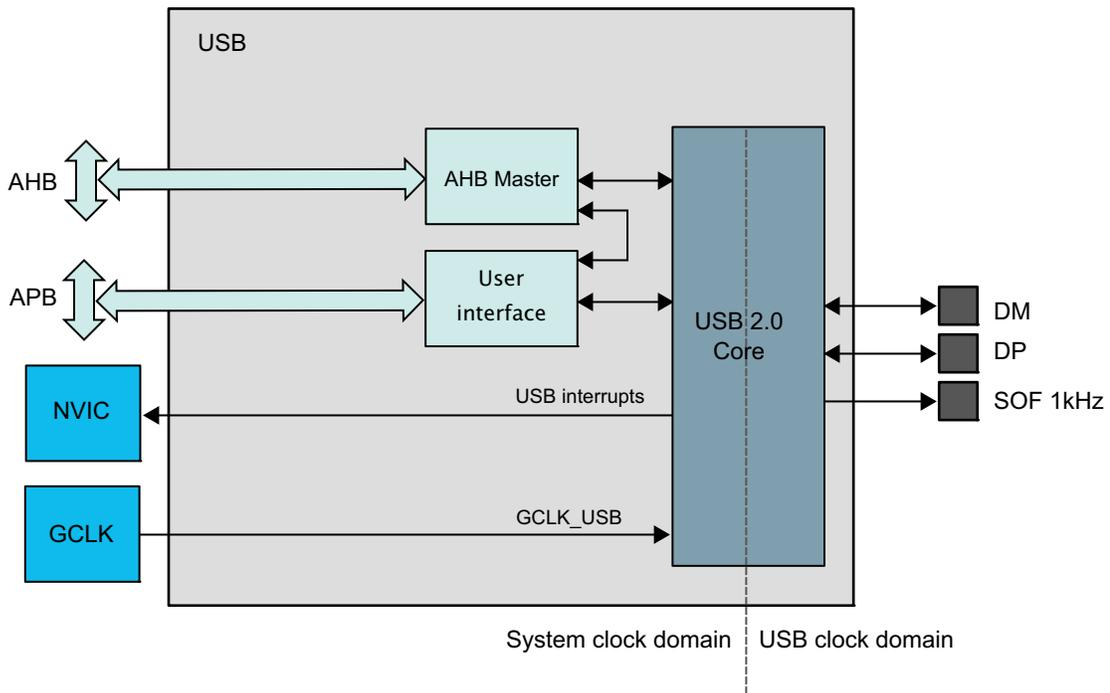 USB
AHB
AHB Master
APB
User
interface
USB 2.0
Core
DM
DP
SOF 1kHz
NVIC
USB interrupts
GCLK
GCLK_USB
System clock domain
USB clock domain